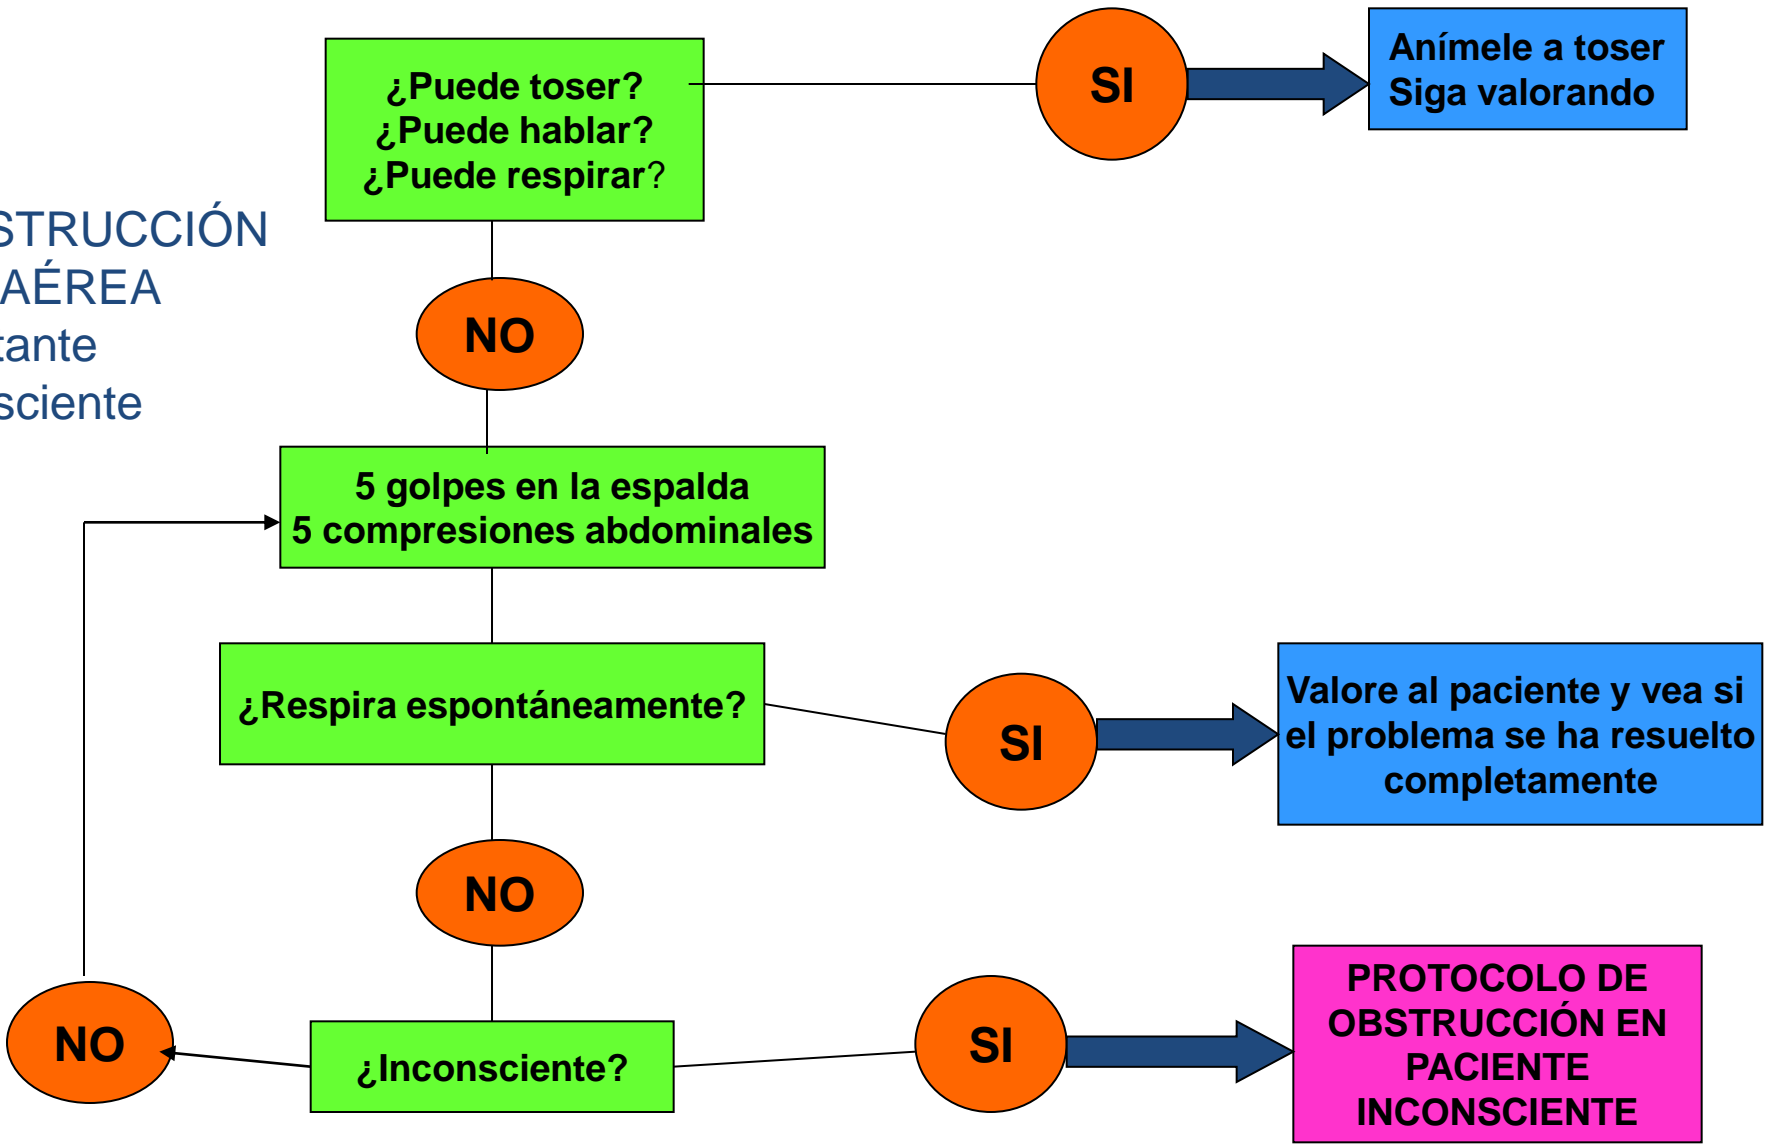 ¿Puede toser?
¿Puede hablar?
¿Puede respirar?
SI
Anímele a toser
Siga valorando
STRUCCIÓN
AÉREA
tante
sciente
NO
5 golpes en la espalda
5 compresiones abdominales
¿Respira espontáneamente?
SI
Valore al paciente y vea si
el problema se ha resuelto
completamente
NO
¿Inconsciente?
NO
SI
PROTOCOLO DE
OBSTRUCCIÓN EN
PACIENTE
INCONSCIENTE